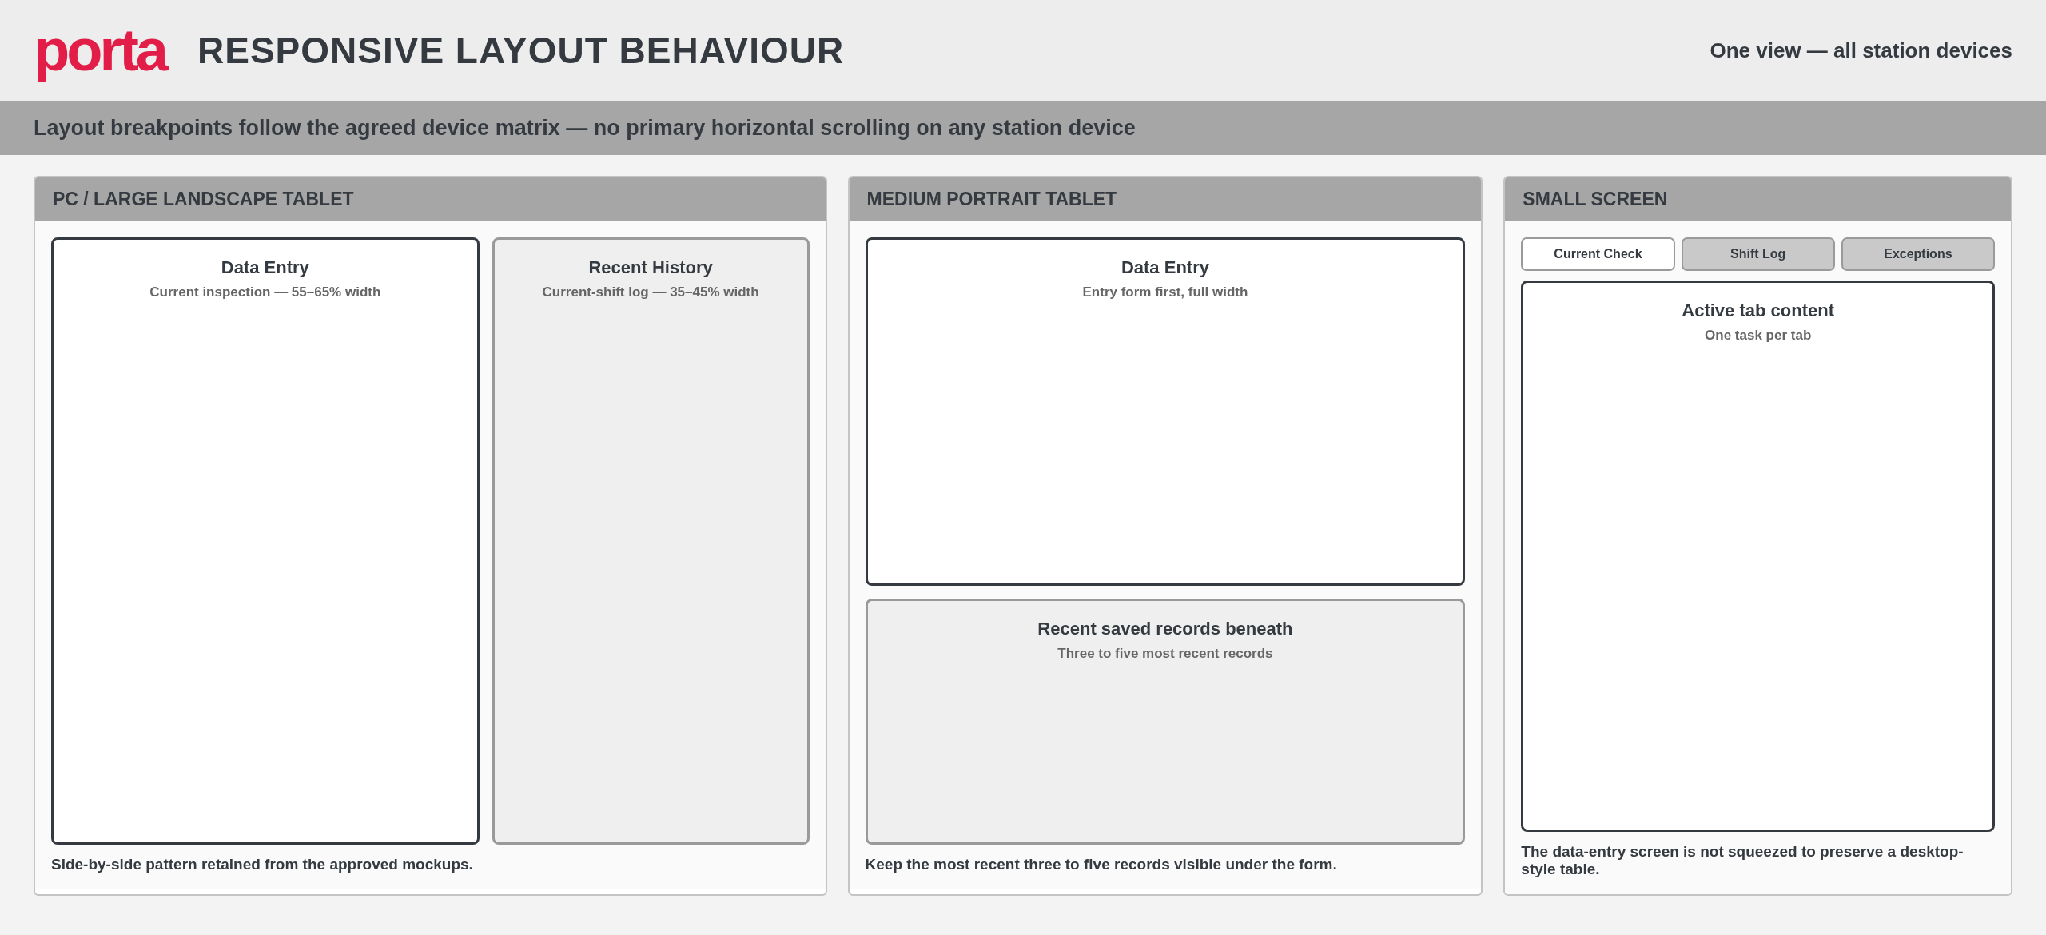 porta
RESPONSIVE LAYOUT BEHAVIOUR
One view — all station devices
Layout breakpoints follow the agreed device matrix — no primary horizontal scrolling on any station device
PC / LARGE LANDSCAPE TABLET
Data Entry
Current inspection — 55–65% width
Recent History
Current-shift log — 35–45% width
Side-by-side pattern retained from the approved mockups.
MEDIUM PORTRAIT TABLET
Data Entry
Entry form first, full width
Recent saved records beneath
Three to five most recent records
Keep the most recent three to five records visible under the form.
SMALL SCREEN
Current Check
Shift Log
Exceptions
Active tab content
One task per tab
The data-entry screen is not squeezed to preserve a desktop-
style table.